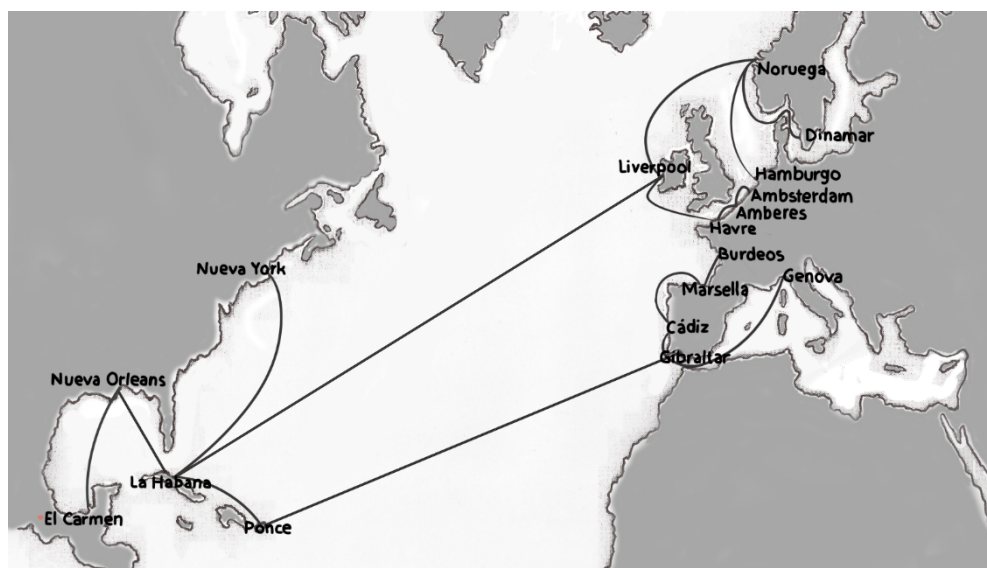 Noruega
Dinamar
Liverpool
Hamburgo
Ambsterdam
Amberes
Havre
Burdeos
Nueva York
Genova
Marsella
Cádiz
Gibraltar
Nueva Orleans
La Habana
El Carmen
Ponce